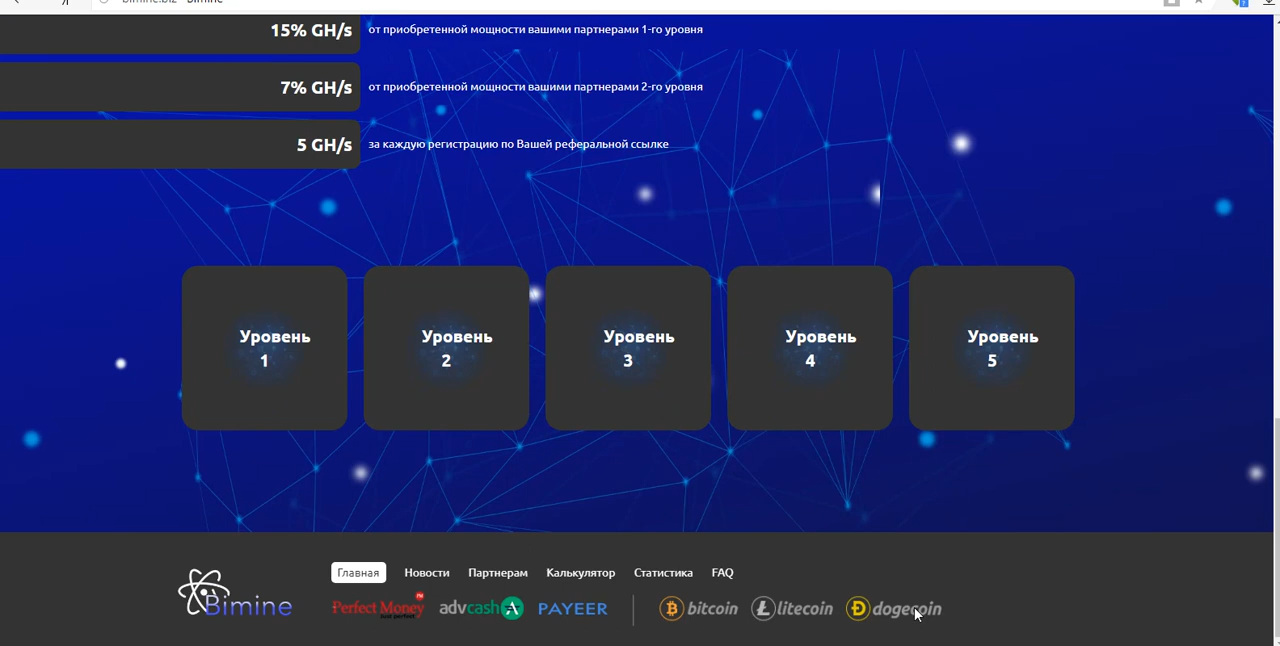 15% GH/s от приобретенной мощности вашими партнерами 1-го уровня
7% GH/s от приобретенной мощности вашими партнерами 2-го уровня
5 GH/s за каждую регистрацию по Вашей реферальной ссылке
Уровень 1
Уровень 2
Уровень 3
Уровень 4
Уровень 5
Bimine
Главная Новости Партнерам Калькулятор Статистика FAQ
Perfect Money advcash PAYEER bitcoin litecoin dogecoin